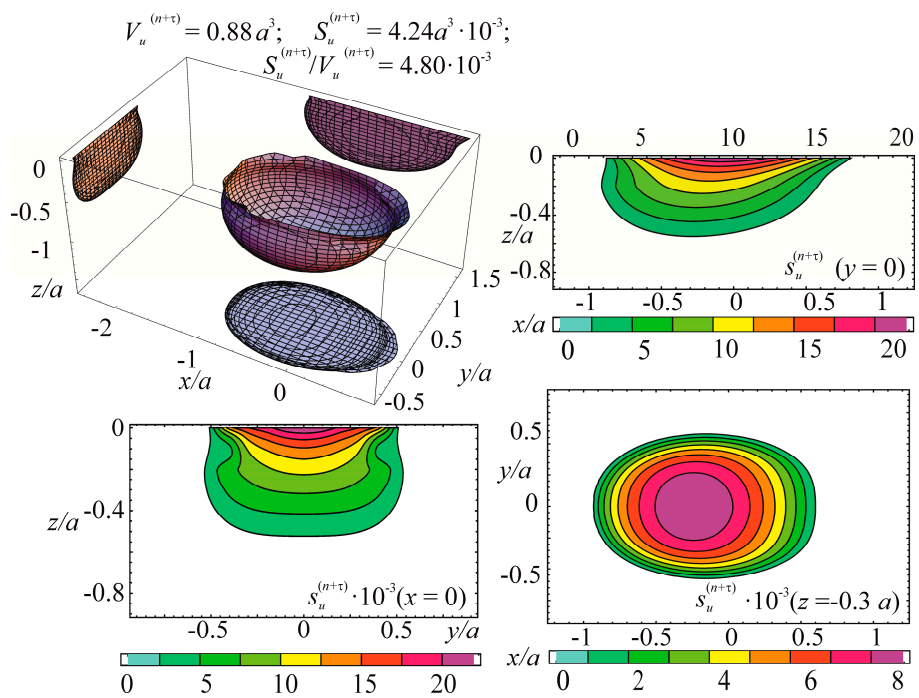 V_u^(n+τ) = 0.88 a³; S_u^(n+τ) = 4.24a³ · 10⁻³;
S_u^(n+τ)/V_u^(n+τ) = 4.80·10⁻³
0
-0.5
-1
z/a
-2
-1
x/a
0
1.5
1
0.5
0
-0.5
y/a
0 5 10 15 20
0
-0.4
z/a
-0.8
s_u^(n+τ) (y = 0)
-1 -0.5 0 0.5 1
x/a
0 5 10 15 20
0
z/a -0.4
-0.8
s_u^(n+τ) · 10⁻³(x = 0)
-0.5 0 0.5 y/a
0 5 10 15 20
0.5
y/a
0
-0.5
s_u^(n+τ) · 10⁻³(z =-0.3 a)
-1 -0.5 0 0.5 1
x/a
0 2 4 6 8